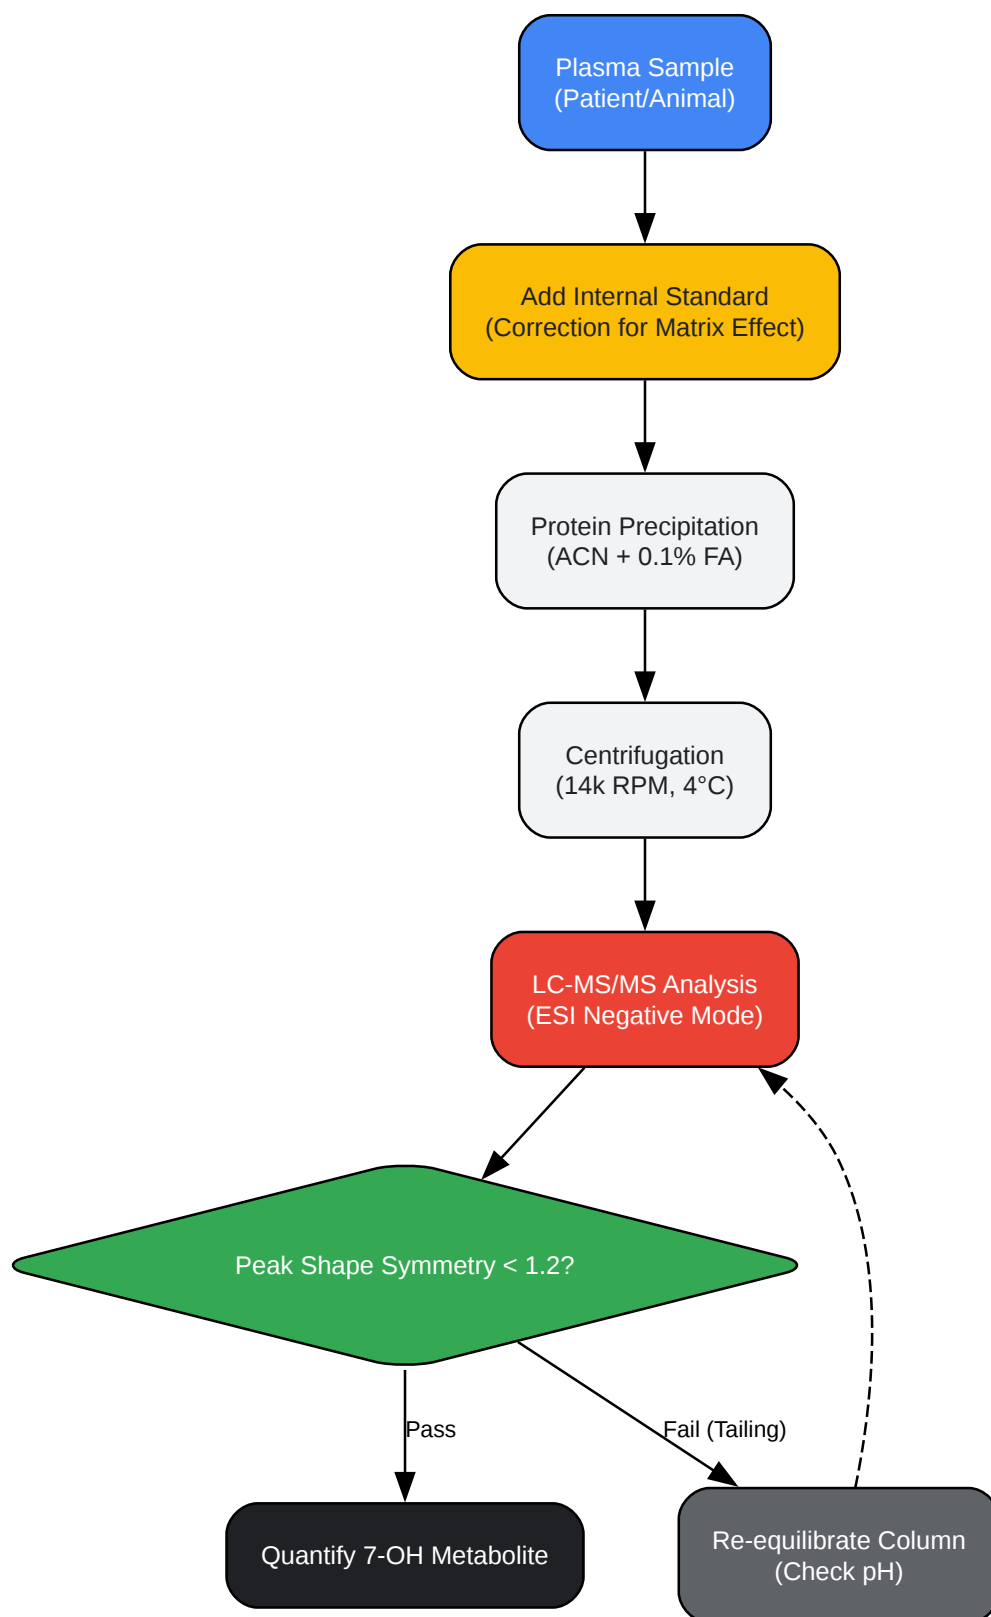 Plasma Sample
(Patient/Animal)
Add Internal Standard
(Correction for Matrix Effect)
Protein Precipitation
(ACN + 0.1% FA)
Centrifugation
(14k RPM, 4°C)
LC-MS/MS Analysis
(ESI Negative Mode)
Peak Shape Symmetry < 1.2?
Pass
Fail (Tailing)
Quantify 7-OH Metabolite
Re-equilibrate Column
(Check pH)